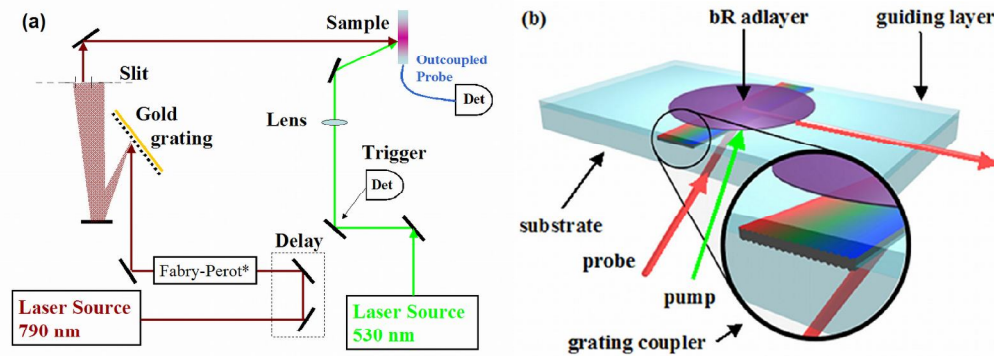 (a)
Sample
Slit
Outcoupled
Probe
Det
Gold
grating
Lens
Trigger
Det
Delay
Fabry-Perot*
Laser Source
790 nm
Laser Source
530 nm
(b)
bR adlayer
guiding layer
substrate
probe
pump
grating coupler